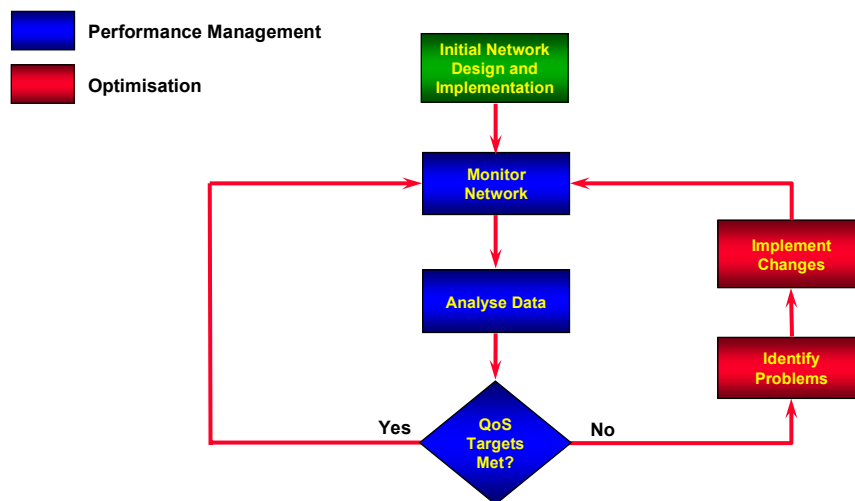 Performance Management
Optimisation
Initial Network
Design and
Implementation
Monitor
Network
Analyse Data
QoS
Targets
Met?
Yes
No
Implement
Changes
Identify
Problems